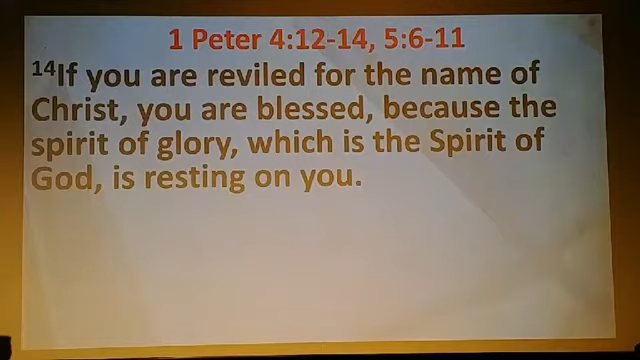 1 Peter 4:12-14, 5:6-11
14If you are reviled for the name of
Christ, you are blessed, because the
spirit of glory, which is the Spirit of
God, is resting on you.